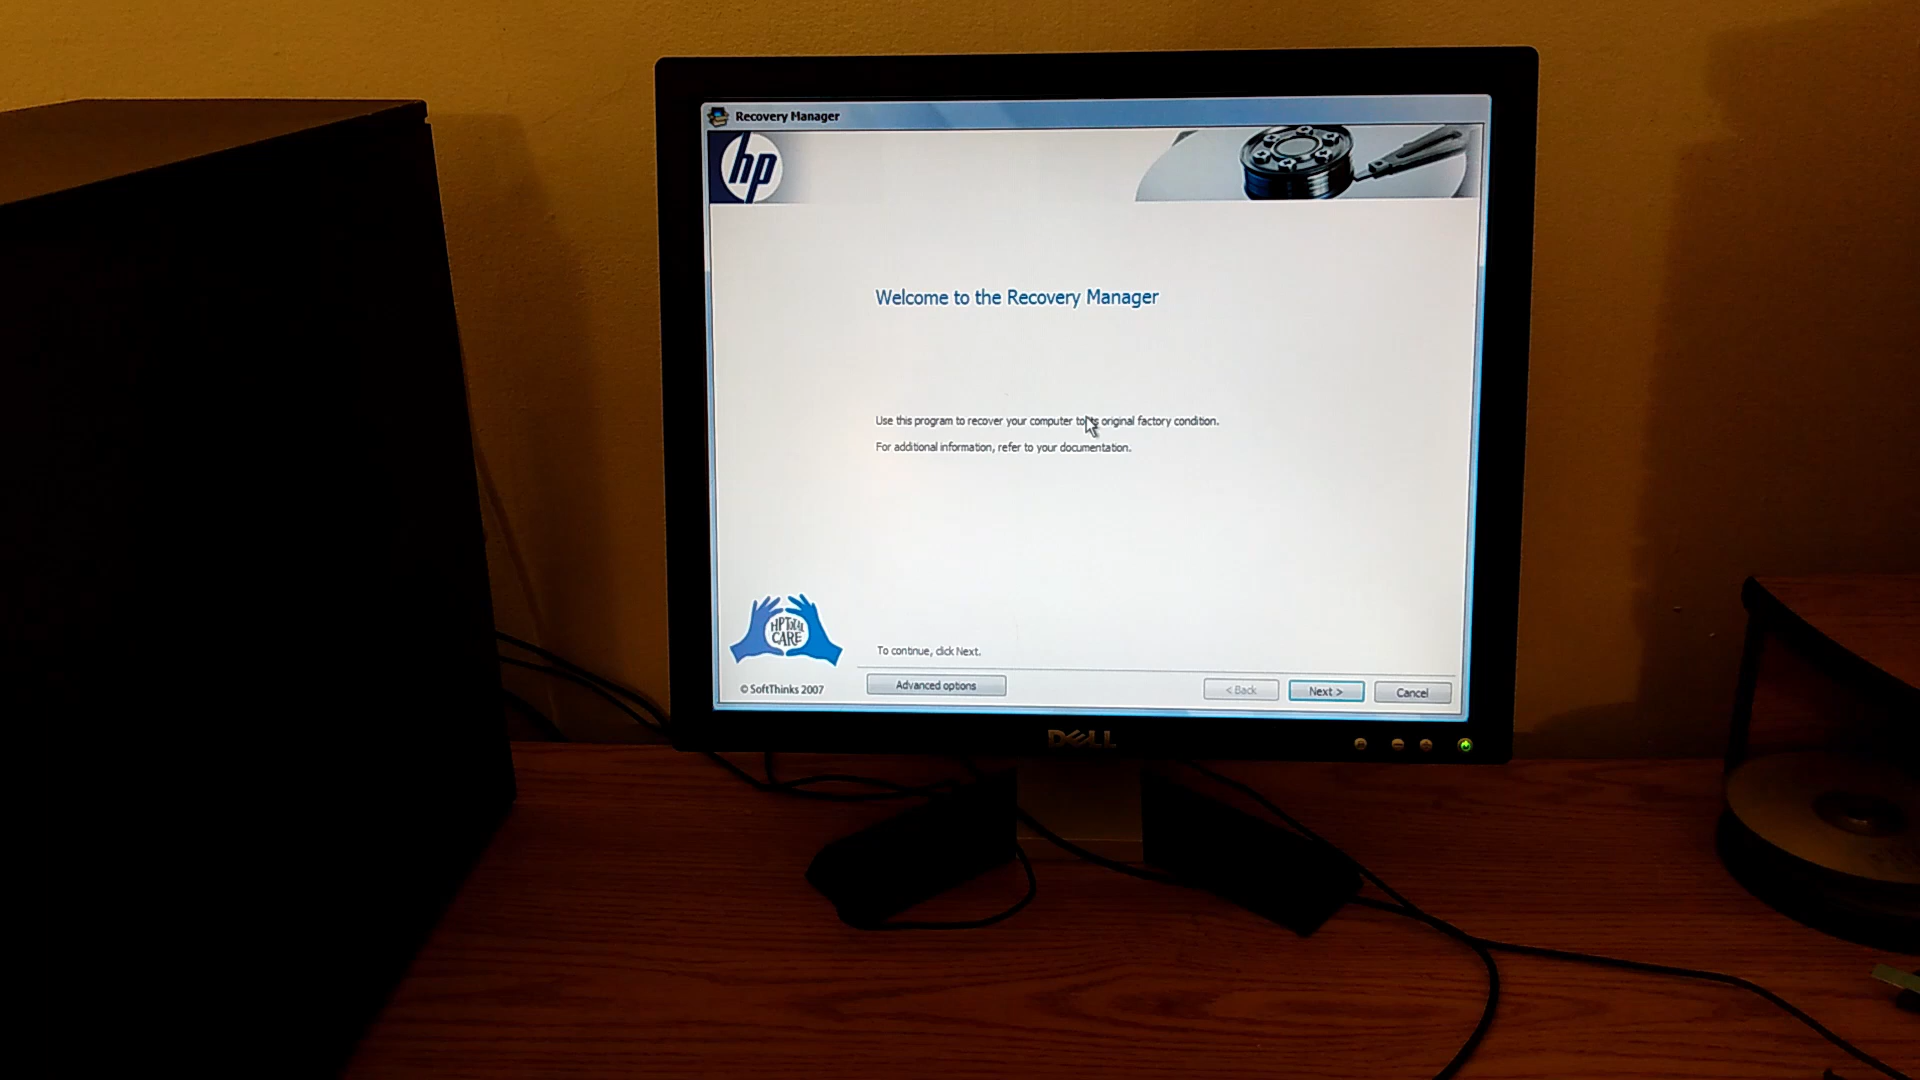 Recovery Manager
hp
Welcome to the Recovery Manager
Use this program to recover your computer to its original factory condition.
For additional information, refer to your documentation.
HP Total
CARE
To continue, click Next.
© SoftThinks 2007
Advanced options
< Back
Next >
Cancel
DELL